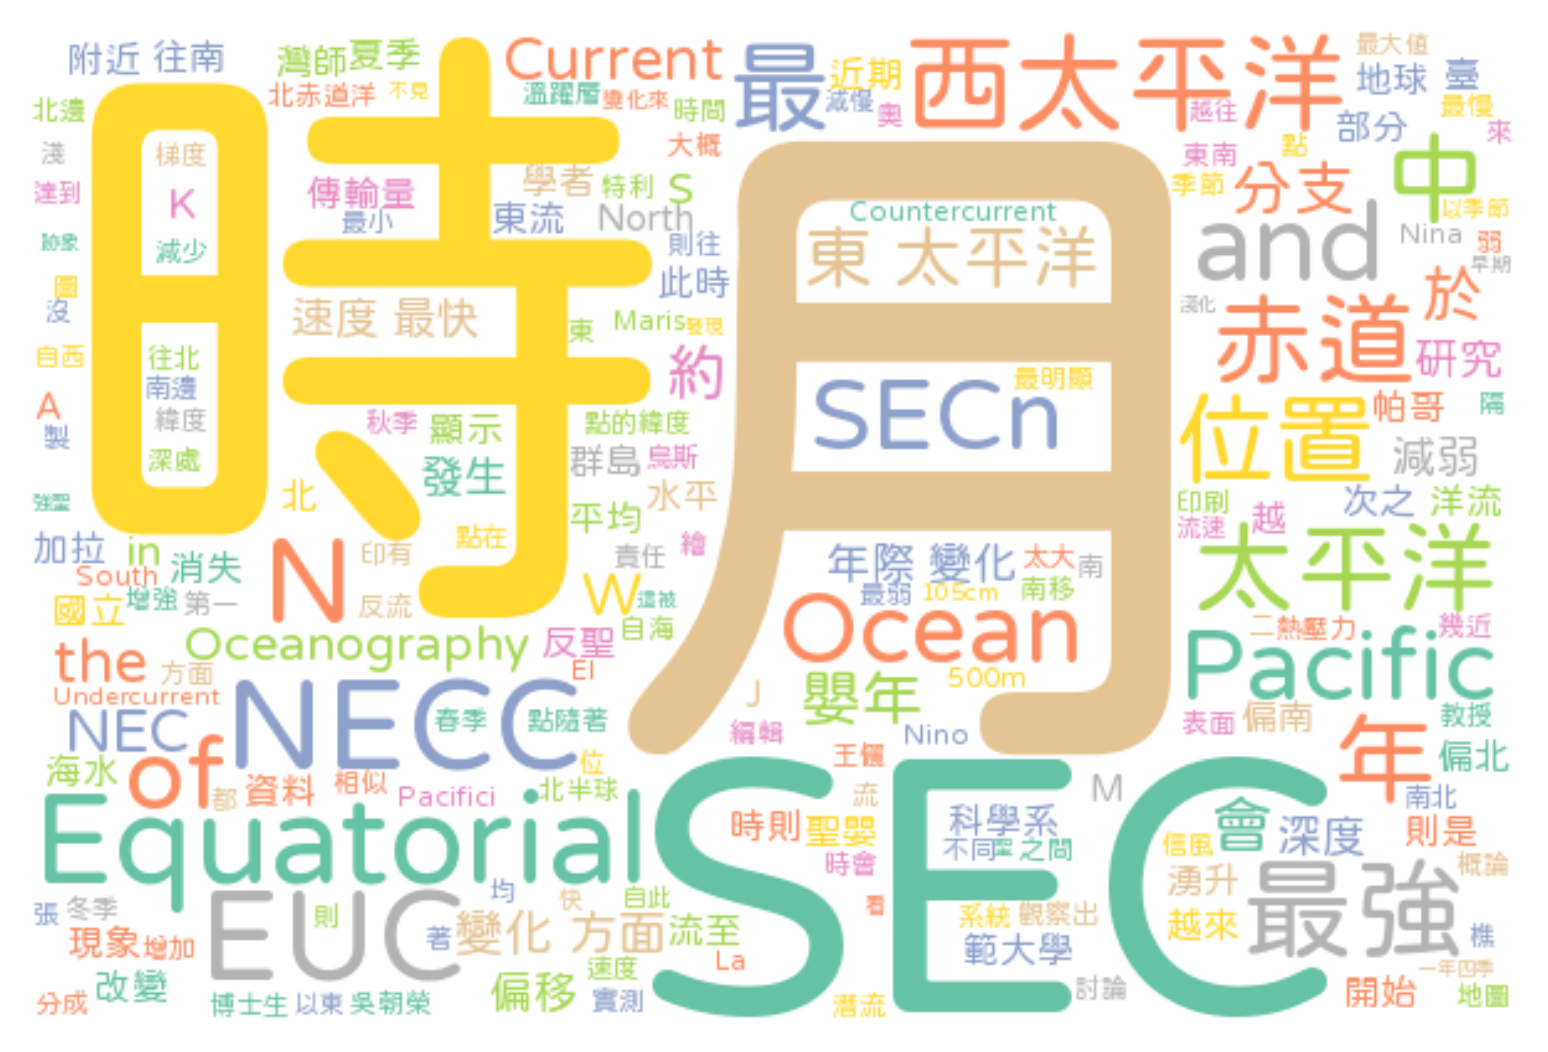 附近 往南
灣師 夏季
Current
最
近期
西太平洋
最大值
地球 臺
北赤道洋
不見
溫躍層
變化來
減慢
奧
越往
最慢
北邊
時
時間
部分
來
淺
梯度
大概
東南
點
中
達到
K
傳輸量
學者
特利
S
月
季節
分支
最小
東流
North
Countercurrent
and
以季節
跡象
減少
則往
東 太平洋
Nina
弱
早期
圖
此時
於
沒
速度 最快
東
Maris
發現
淺化
赤道
自西
往北
約
研究
南邊
SECn
最明顯
位置
帕哥
隔
A
緯度
秋季
顯示
點的緯度
製
深處
發生
群島
烏斯
減弱
北
水平
強聖
平均
印刷
次之
洋流
加拉
in
N
印有
點在
繪
流速
越
South
消失
責任
年際 變化
太大
南
太平洋
國立
增強
第一
反流
W
還被
最弱
105cm
南移
Oceanography
反聖
自海
Ocean
二熱壓力
幾近
the
方面
El
500m
Pacific
Undercurrent
NECC
J
嬰年
NEC
春季
點隨著
編輯
Nino
表面
偏南
教授
年
海水
of
位
王儷
偏北
都
資料
相似
Pacifici
北半球
SEC
流
M
南北
Equatorial
時則
聖嬰
科學系
會
深度
則是
不同
聖
之間
信風
時會
EUC
均
快
自此
湧升
最強
概論
張
冬季
則
看
系統
觀察出
現象
增加
著
變化 方面
流至
越來
樵
範大學
La
改變
速度
一年四季
分成
博士生
以東
吳朝榮
偏移
實測
潛流
討論
開始
地圖